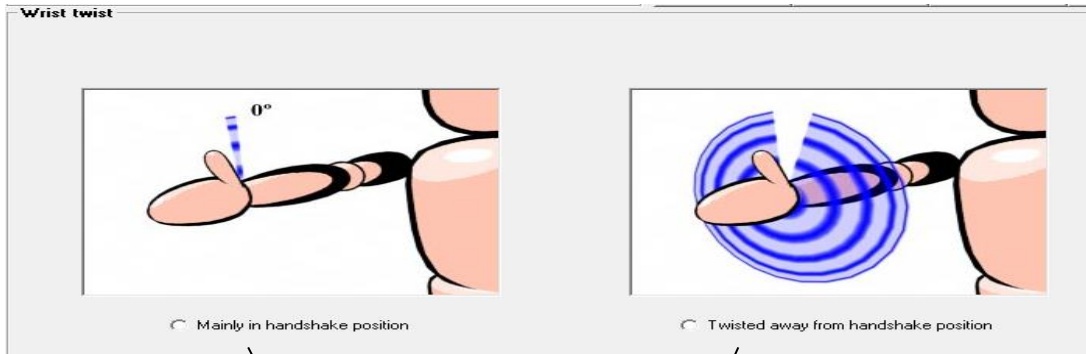 Wrist twist
0°
Mainly in handshake position
Twisted away from handshake position